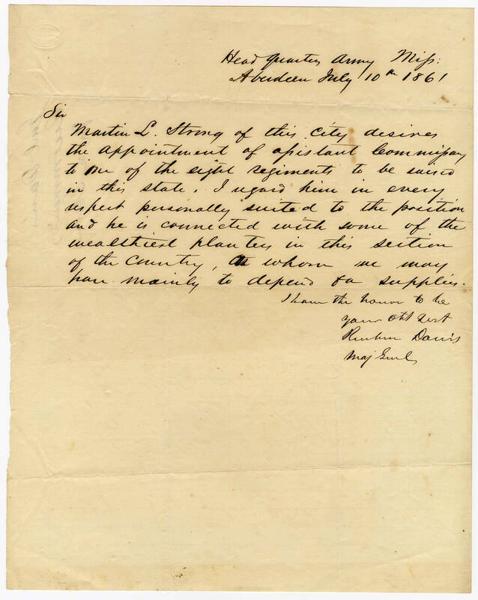 Head Quarters Army Miss:
Aberdeen July 10th 1861
Sir
Martin L. Strong of this city desires
the appointment of assistant Commissary
to one of the eight regiments to be raised
in this state. I regard him in every
respect personally suited to the position
and he is connected with some of the
wealthiest planters in this section
of the Country, on whom we may
have mainly to depend for supplies.
I have the honor to be
your Obt Servt
Reuben Davis
Maj Genl